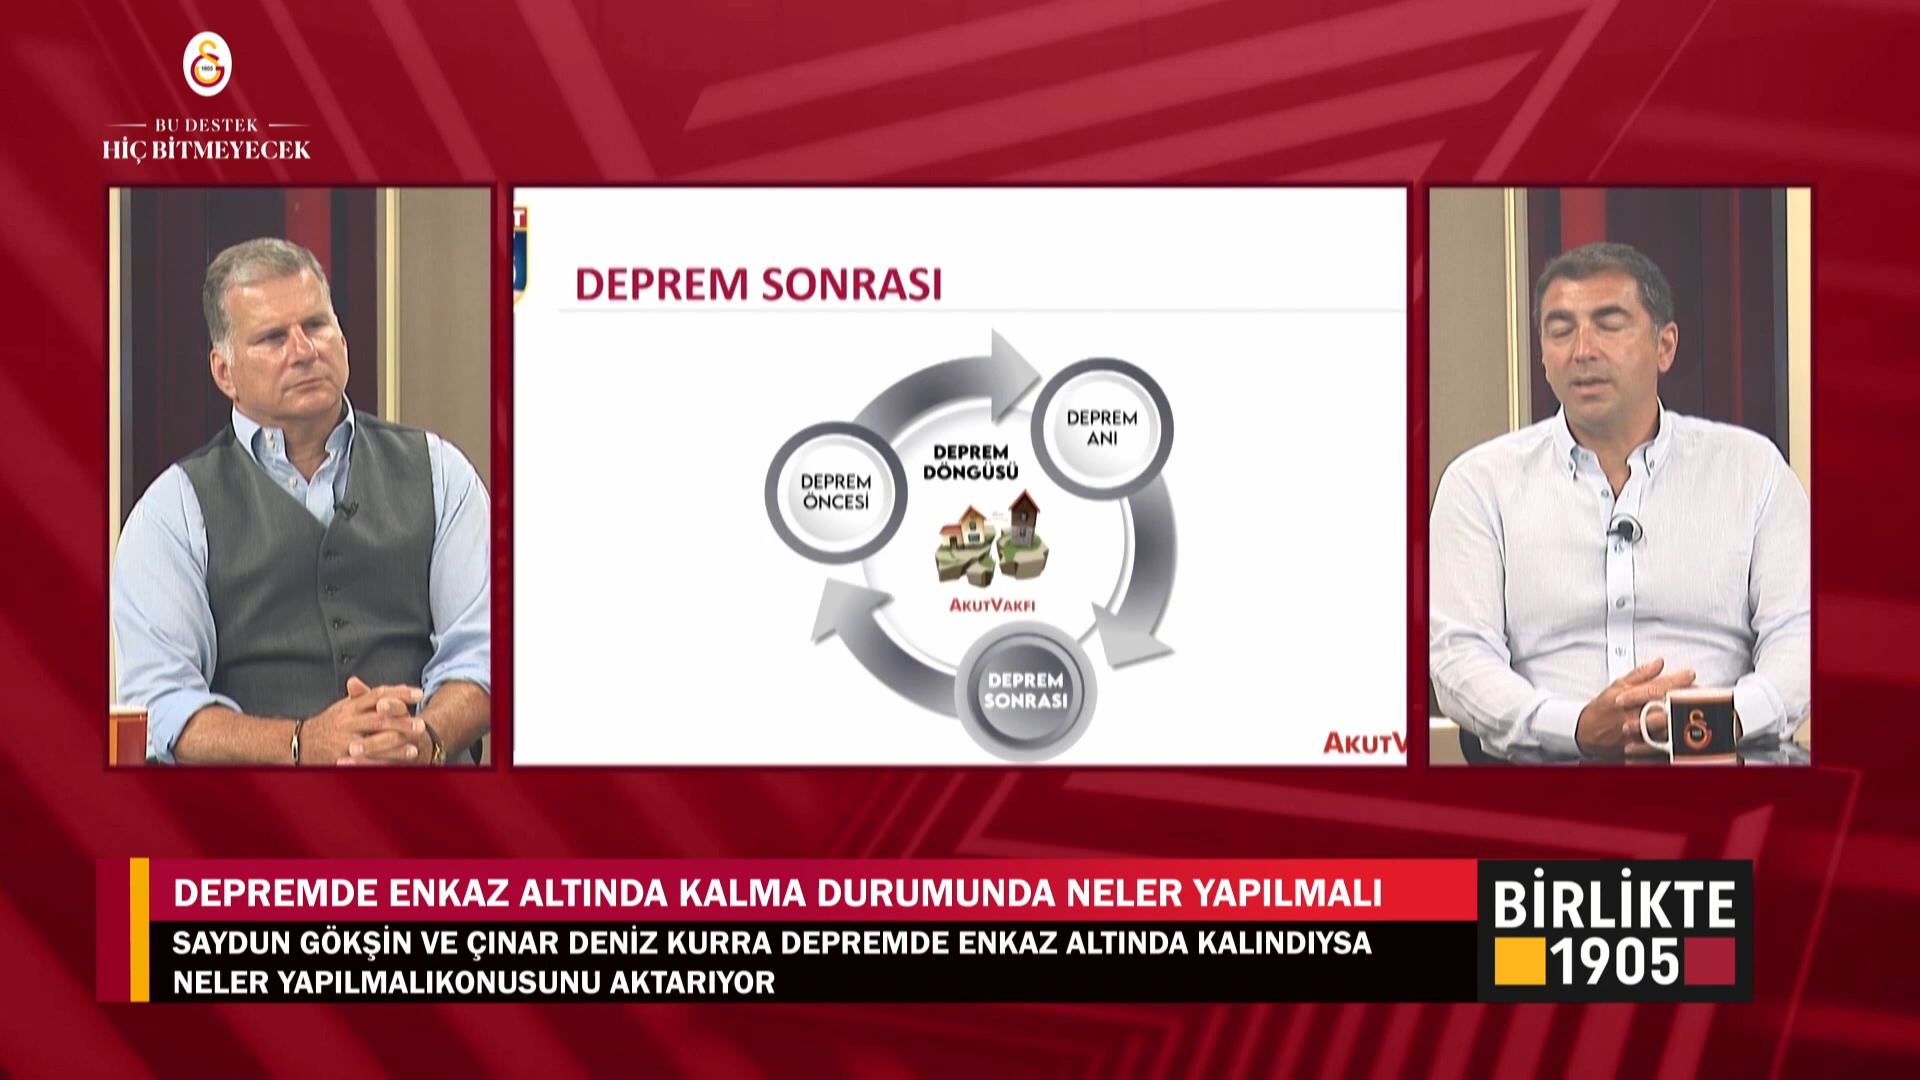 1905
BU DESTEK
HİÇ BİTMEYECEK
T
DEPREM SONRASI
DEPREM
ANI
DEPREM
DÖNGÜSÜ
DEPREM
ÖNCESİ
AKUTVAKFI
DEPREM
SONRASI
AKUTV
DEPREMDE ENKAZ ALTINDA KALMA DURUMUNDA NELER YAPILMALI
SAYDUN GÖKŞİN VE ÇINAR DENİZ KURRA DEPREMDE ENKAZ ALTINDA KALINDIYSA
NELER YAPILMALIKONUSUNU AKTARIYOR
BİRLİKTE
1905